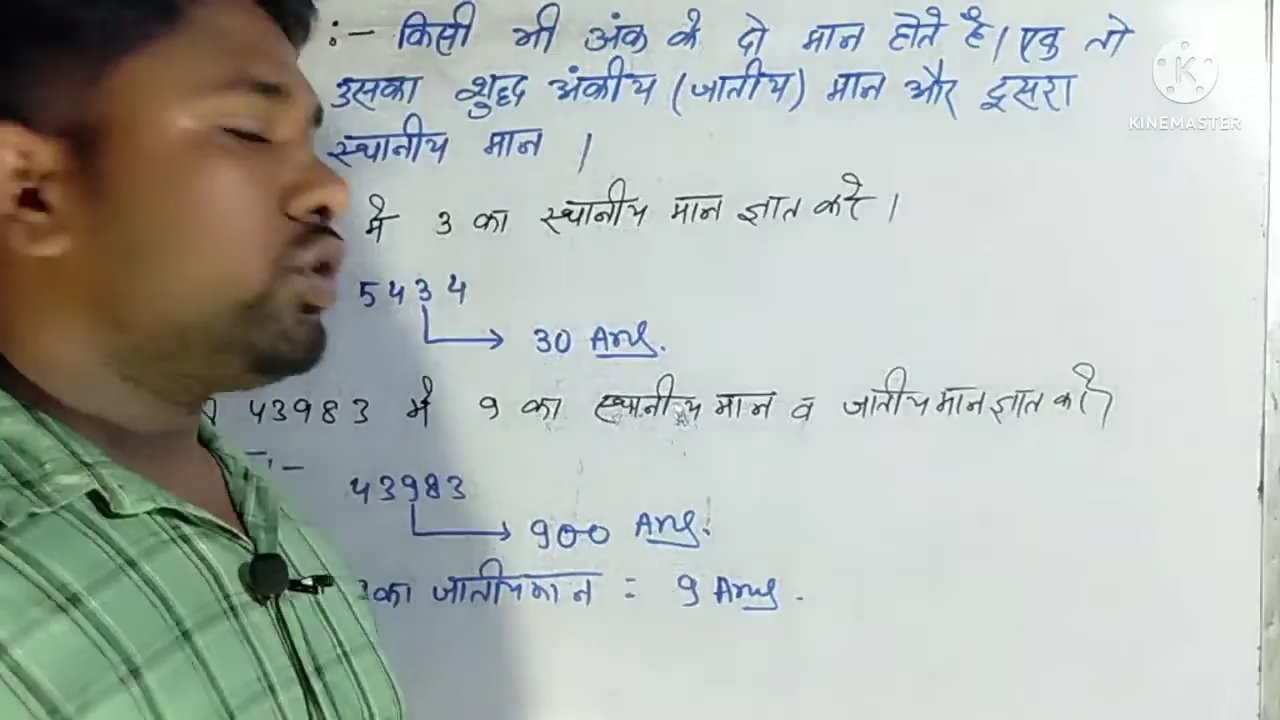 :- किसी भी अंक के दो मान होते है। एक तो
उसका शुद्ध अंकीय (जातीय) मान और दुसरा
स्थानीय मान ।
K
KINEMASTER
मे 3 का स्थानीय मान ज्ञात करे ।
5434
30 Ans.
43983 मे 9 का स्थानीय मान व जातीय मान ज्ञात करे
43983
900 Ans.
का जातीय मान = 9 Ans.